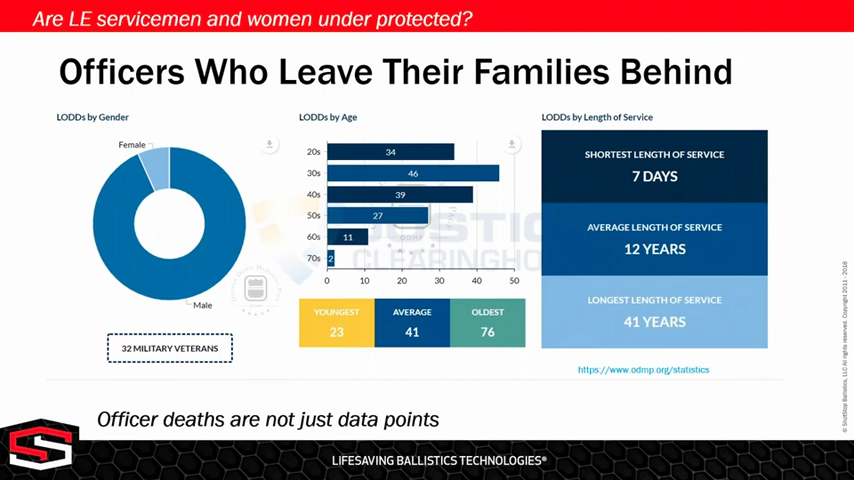 Are LE servicemen and women under protected?
Officers Who Leave Their Families Behind
LODDs by Gender
Female
Male
32 MILITARY VETERANS
LODDs by Age
20s
34
30s
46
40s
39
50s
27
60s
11
70s
2
0
10
20
30
40
50
YOUNGEST
AVERAGE
OLDEST
23
41
76
LODDs by Length of Service
SHORTEST LENGTH OF SERVICE
7 DAYS
AVERAGE LENGTH OF SERVICE
12 YEARS
LONGEST LENGTH OF SERVICE
41 YEARS
https://www.odmp.org/statistics
CLEARINGHO
© ShotStop Ballistics, LLC All rights reserved. Copyright 2011 - 2018
Officer deaths are not just data points
LIFESAVING BALLISTICS TECHNOLOGIES®